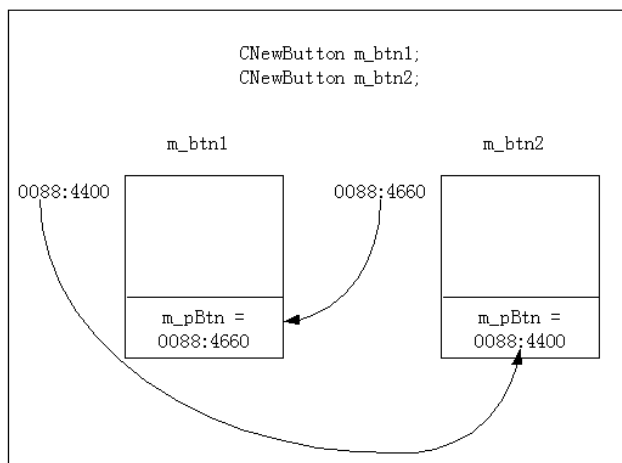 CNewButton m_btn1;
CNewButton m_btn2;
m_btn1
m_btn2
0088:4400
0088:4660
m_pBtn =
0088:4660
m_pBtn =
0088:4400